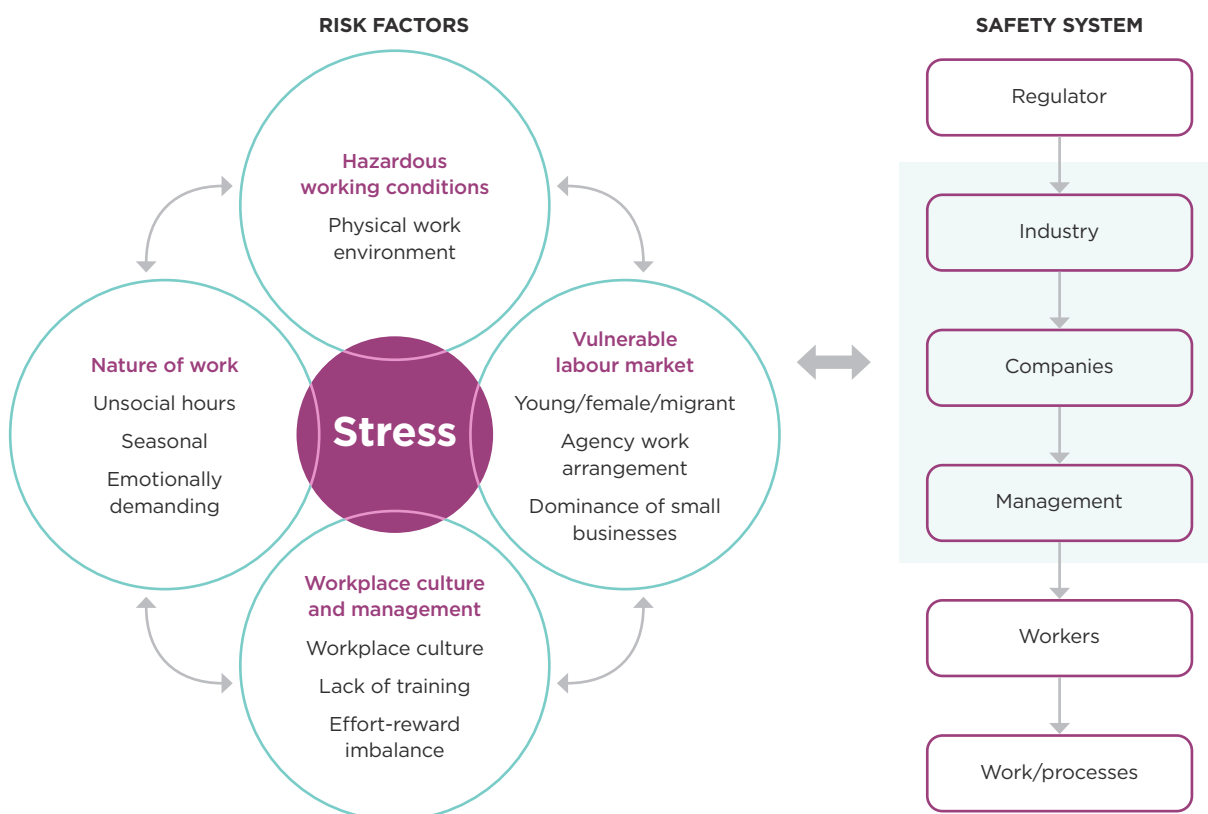 RISK FACTORS
Hazardous
working conditions
Physical work
environment
Nature of work
Unsocial hours
Seasonal
Emotionally
demanding
Stress
Vulnerable
labour market
Young/female/migrant
Agency work
arrangement
Dominance of small
businesses
Workplace culture
and management
Workplace culture
Lack of training
Effort-reward
imbalance
SAFETY SYSTEM
Regulator
Industry
Companies
Management
Workers
Work/processes